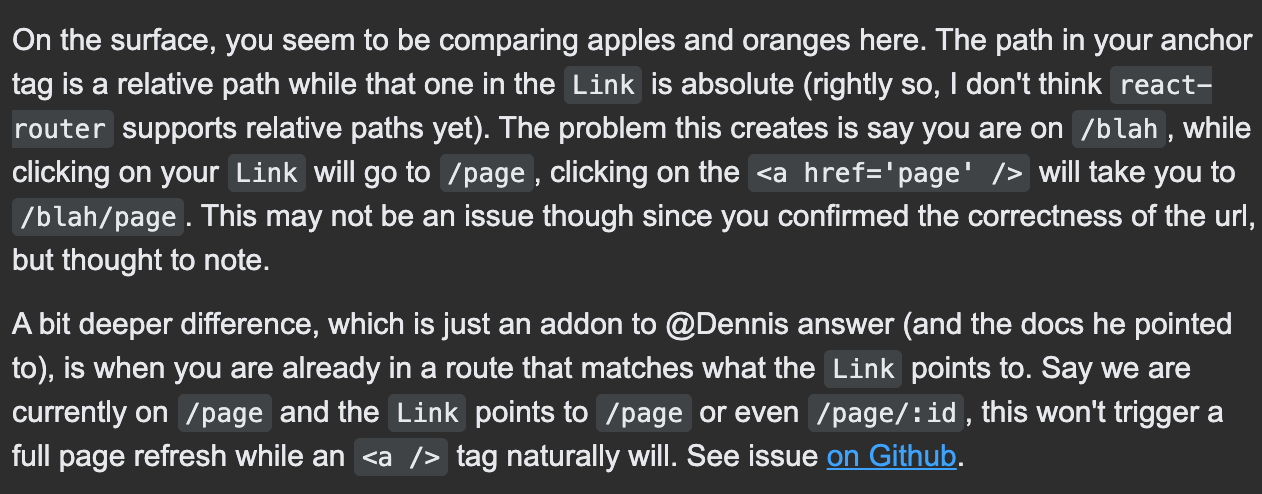 On the surface, you seem to be comparing apples and oranges here. The path in your anchor
tag is a relative path while that one in the Link is absolute (rightly so, I don't think react-
router supports relative paths yet). The problem this creates is say you are on /blah, while
clicking on your Link will go to /page, clicking on the <a href='page' /> will take you to
/blah/page. This may not be an issue though since you confirmed the correctness of the url,
but thought to note.
A bit deeper difference, which is just an addon to @Dennis answer (and the docs he pointed
to), is when you are already in a route that matches what the Link points to. Say we are
currently on /page and the Link points to /page or even /page/:id, this won't trigger a
full page refresh while an <a /> tag naturally will. See issue on Github.